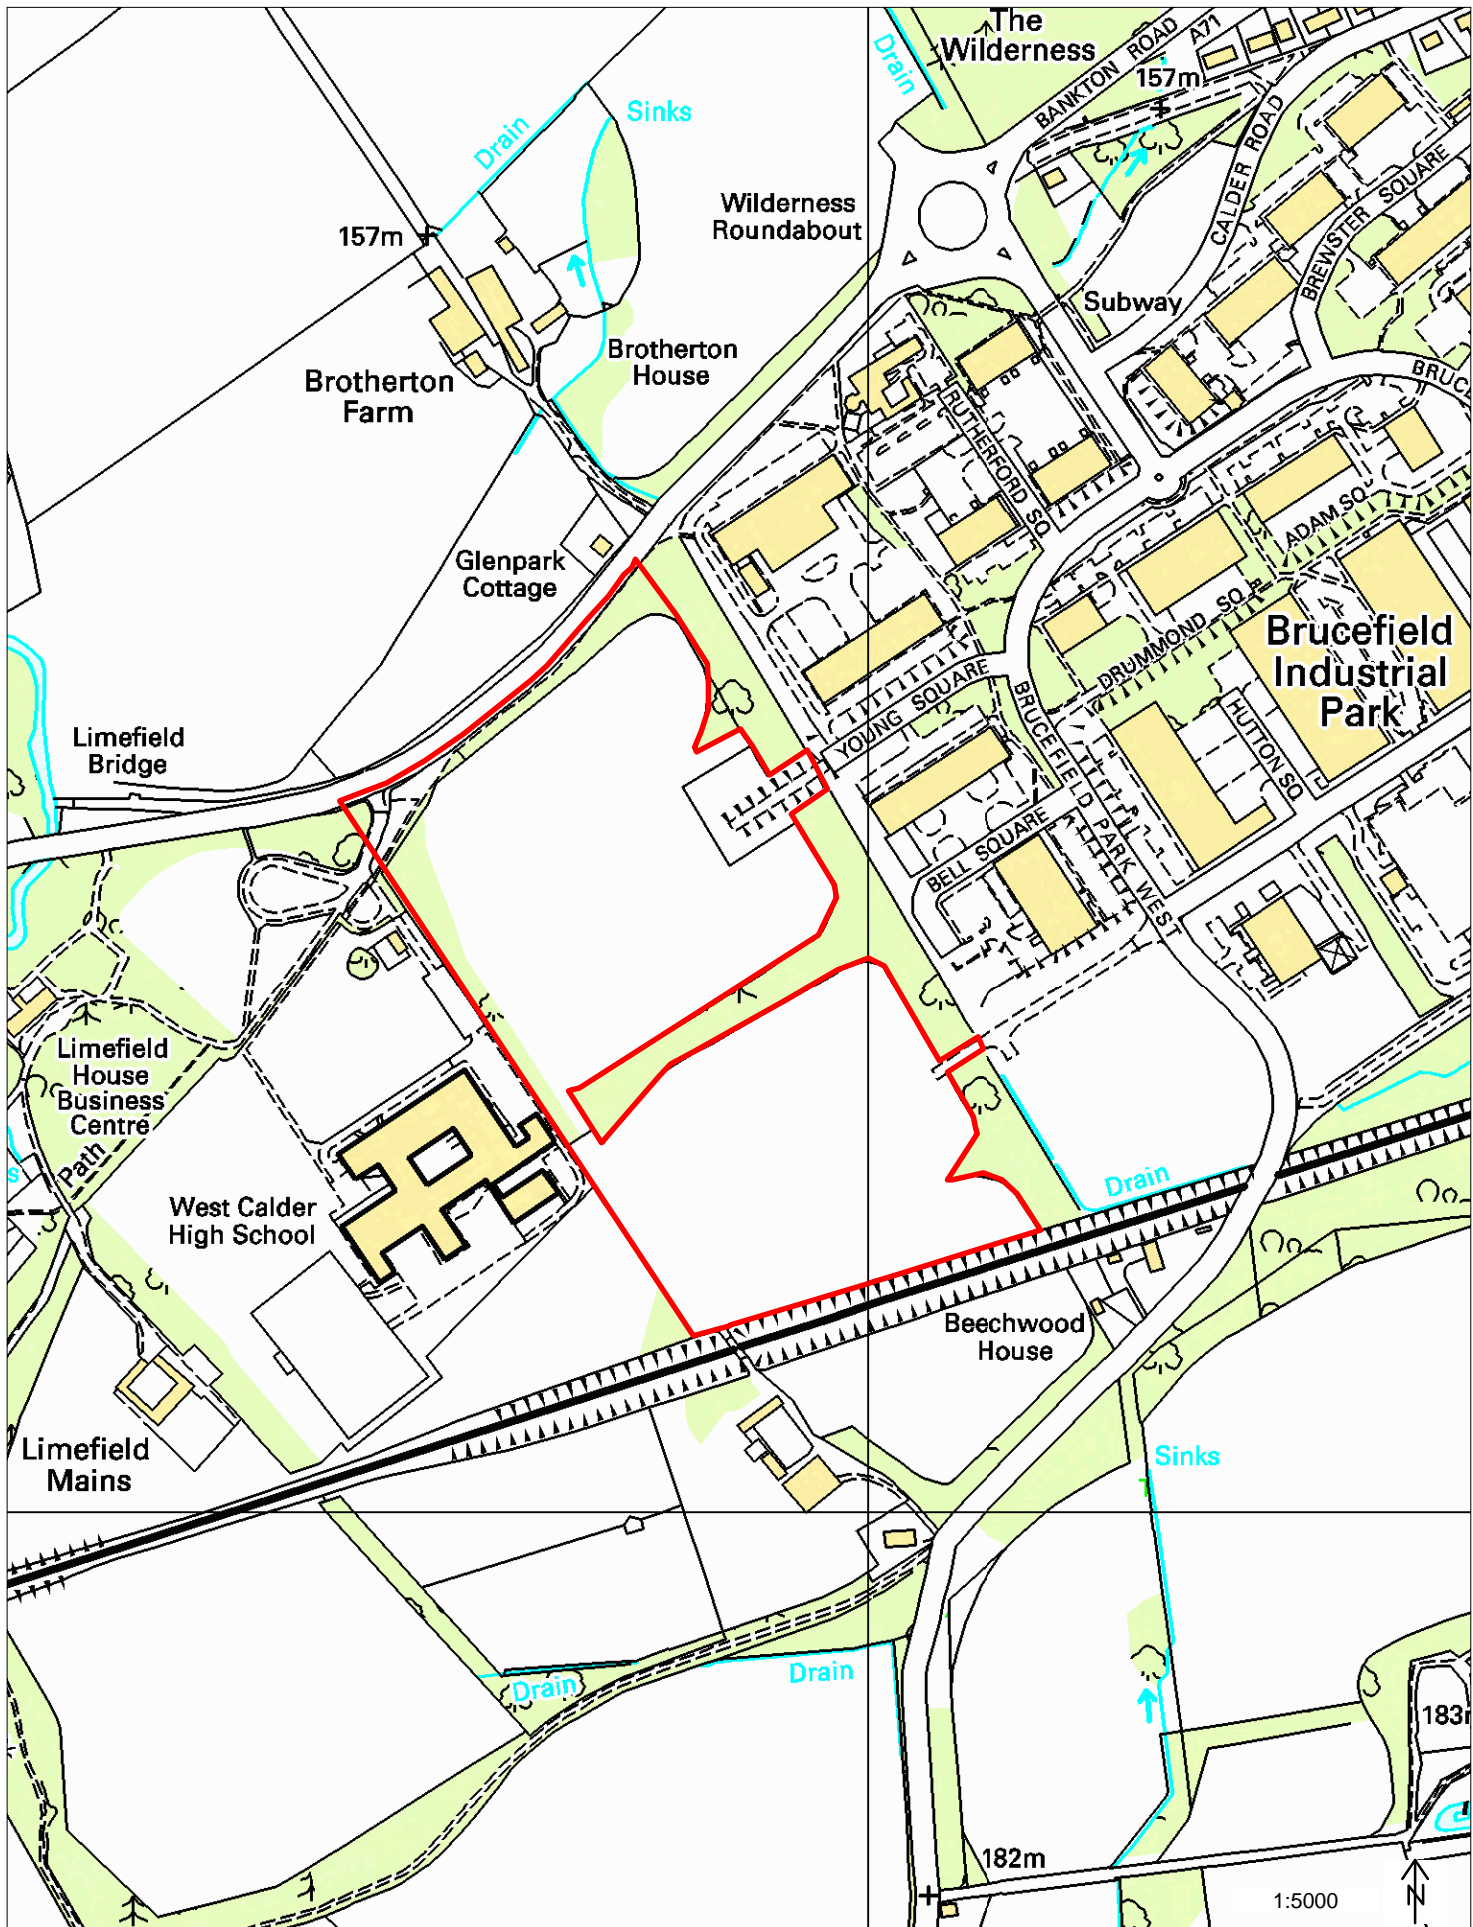 The
Wilderness
Drain
BANKTON ROAD
A71
157m
Sinks
Drain
CALDER ROAD
BREWSTER SQUARE
Wilderness
Roundabout
157m
Subway
Brotherton
House
Brotherton
Farm
BRUCE
RUTHERFORD SQ
ADAM SQ
Glenpark
Cottage
DRUMMOND SQ
Brucefield
Industrial
Park
YOUNG SQUARE
BRUCEFIELD PARK WEST
HUTTON SQ
Limefield
Bridge
BELL SQUARE
Limefield
House
Business
Centre
Path
s
Drain
West Calder
High School
Beechwood
House
Limefield
Mains
Sinks
Drain
Drain
183m
182m
1:5000
N